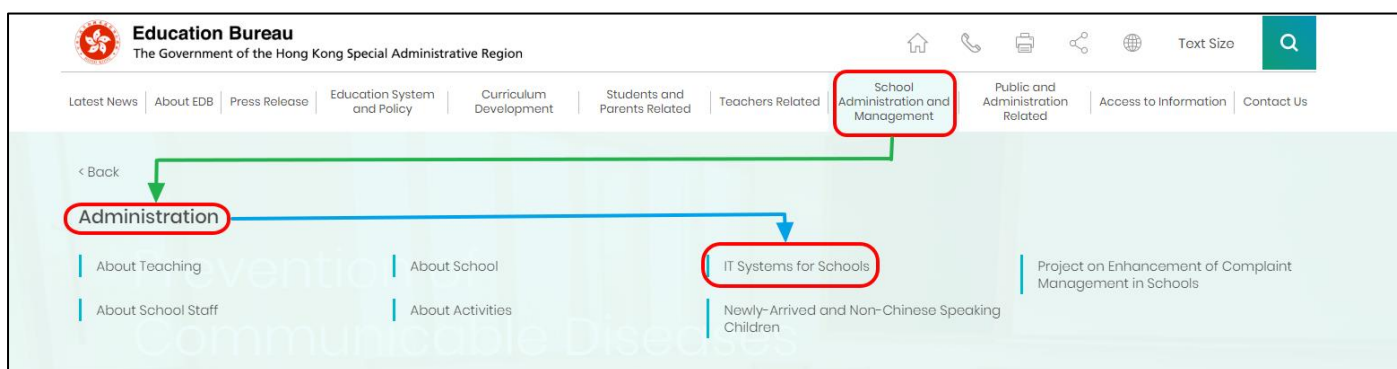 Education Bureau
The Government of the Hong Kong Special Administrative Region
Text Size
Latest News
About EDB
Press Release
Education System
and Policy
Curriculum
Development
Students and
Parents Related
Teachers Related
School
Administration and
Management
Public and
Administration
Related
Access to Information
Contact Us
< Back
Administration
About Teaching
About School
IT Systems for Schools
Project on Enhancement of Complaint
Management in Schools
About School Staff
About Activities
Newly-Arrived and Non-Chinese Speaking
Children
Prevention of
Communicable Diseases